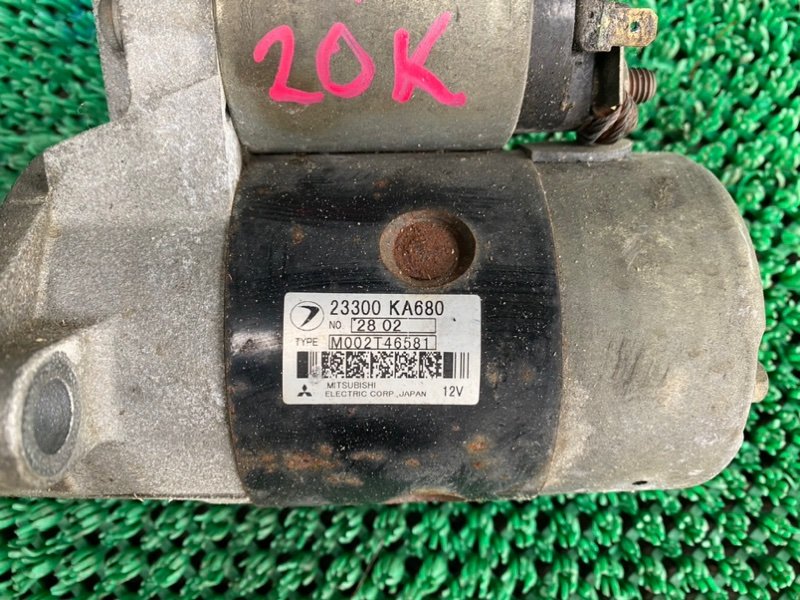 20K
23300 KA680
NO 28 02
TYPE M002T46581
MITSUBISHI
ELECTRIC CORP., JAPAN 12V